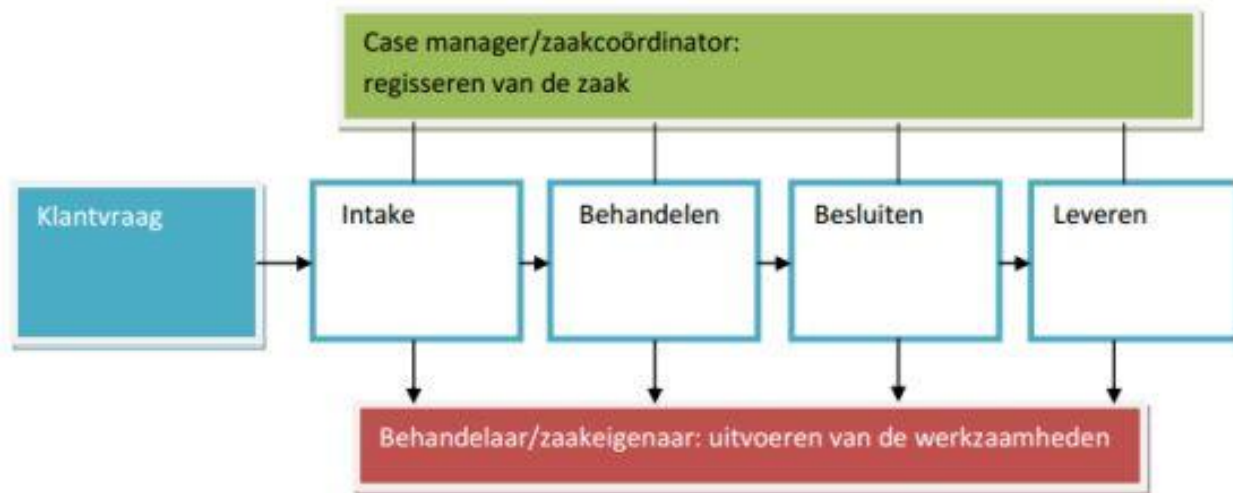 Case manager/zaakcoördinator:
regisseren van de zaak
Klantvraag
Intake
Behandelen
Besluiten
Leveren
Behandelaar/zaakeigenaar: uitvoeren van de werkzaamheden